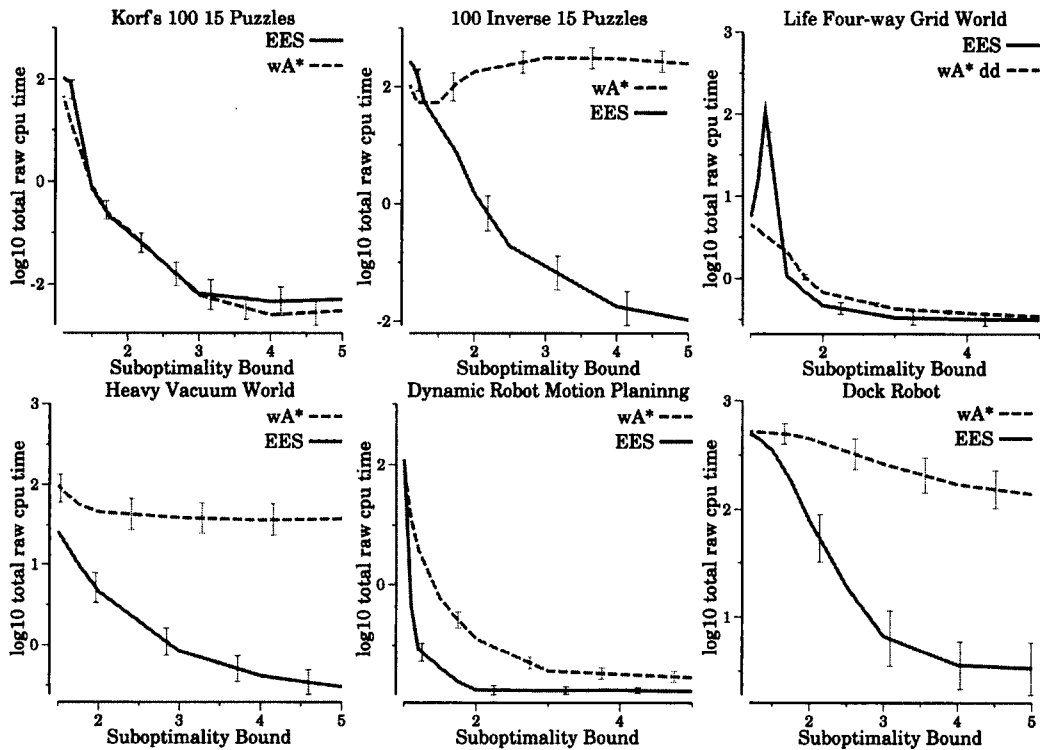 Korf's 100 15 Puzzles
EES
wA*
log10 total raw cpu time
2
0
-2
2
3
4
5
Suboptimality Bound
100 Inverse 15 Puzzles
wA*
EES
log10 total raw cpu time
2
0
-2
2
3
4
5
Suboptimality Bound
Life Four-way Grid World
EES
wA* dd
log10 total raw cpu time
3
2
1
0
2
4
Suboptimality Bound
Heavy Vacuum World
wA*
EES
log10 total raw cpu time
3
2
1
0
2
3
4
5
Suboptimality Bound
Dynamic Robot Motion Planinng
wA*
EES
log10 total raw cpu time
2
0
2
3
4
5
Suboptimality Bound
Dock Robot
wA*
EES
log10 total raw cpu time
3
2
1
2
3
4
5
Suboptimality Bound